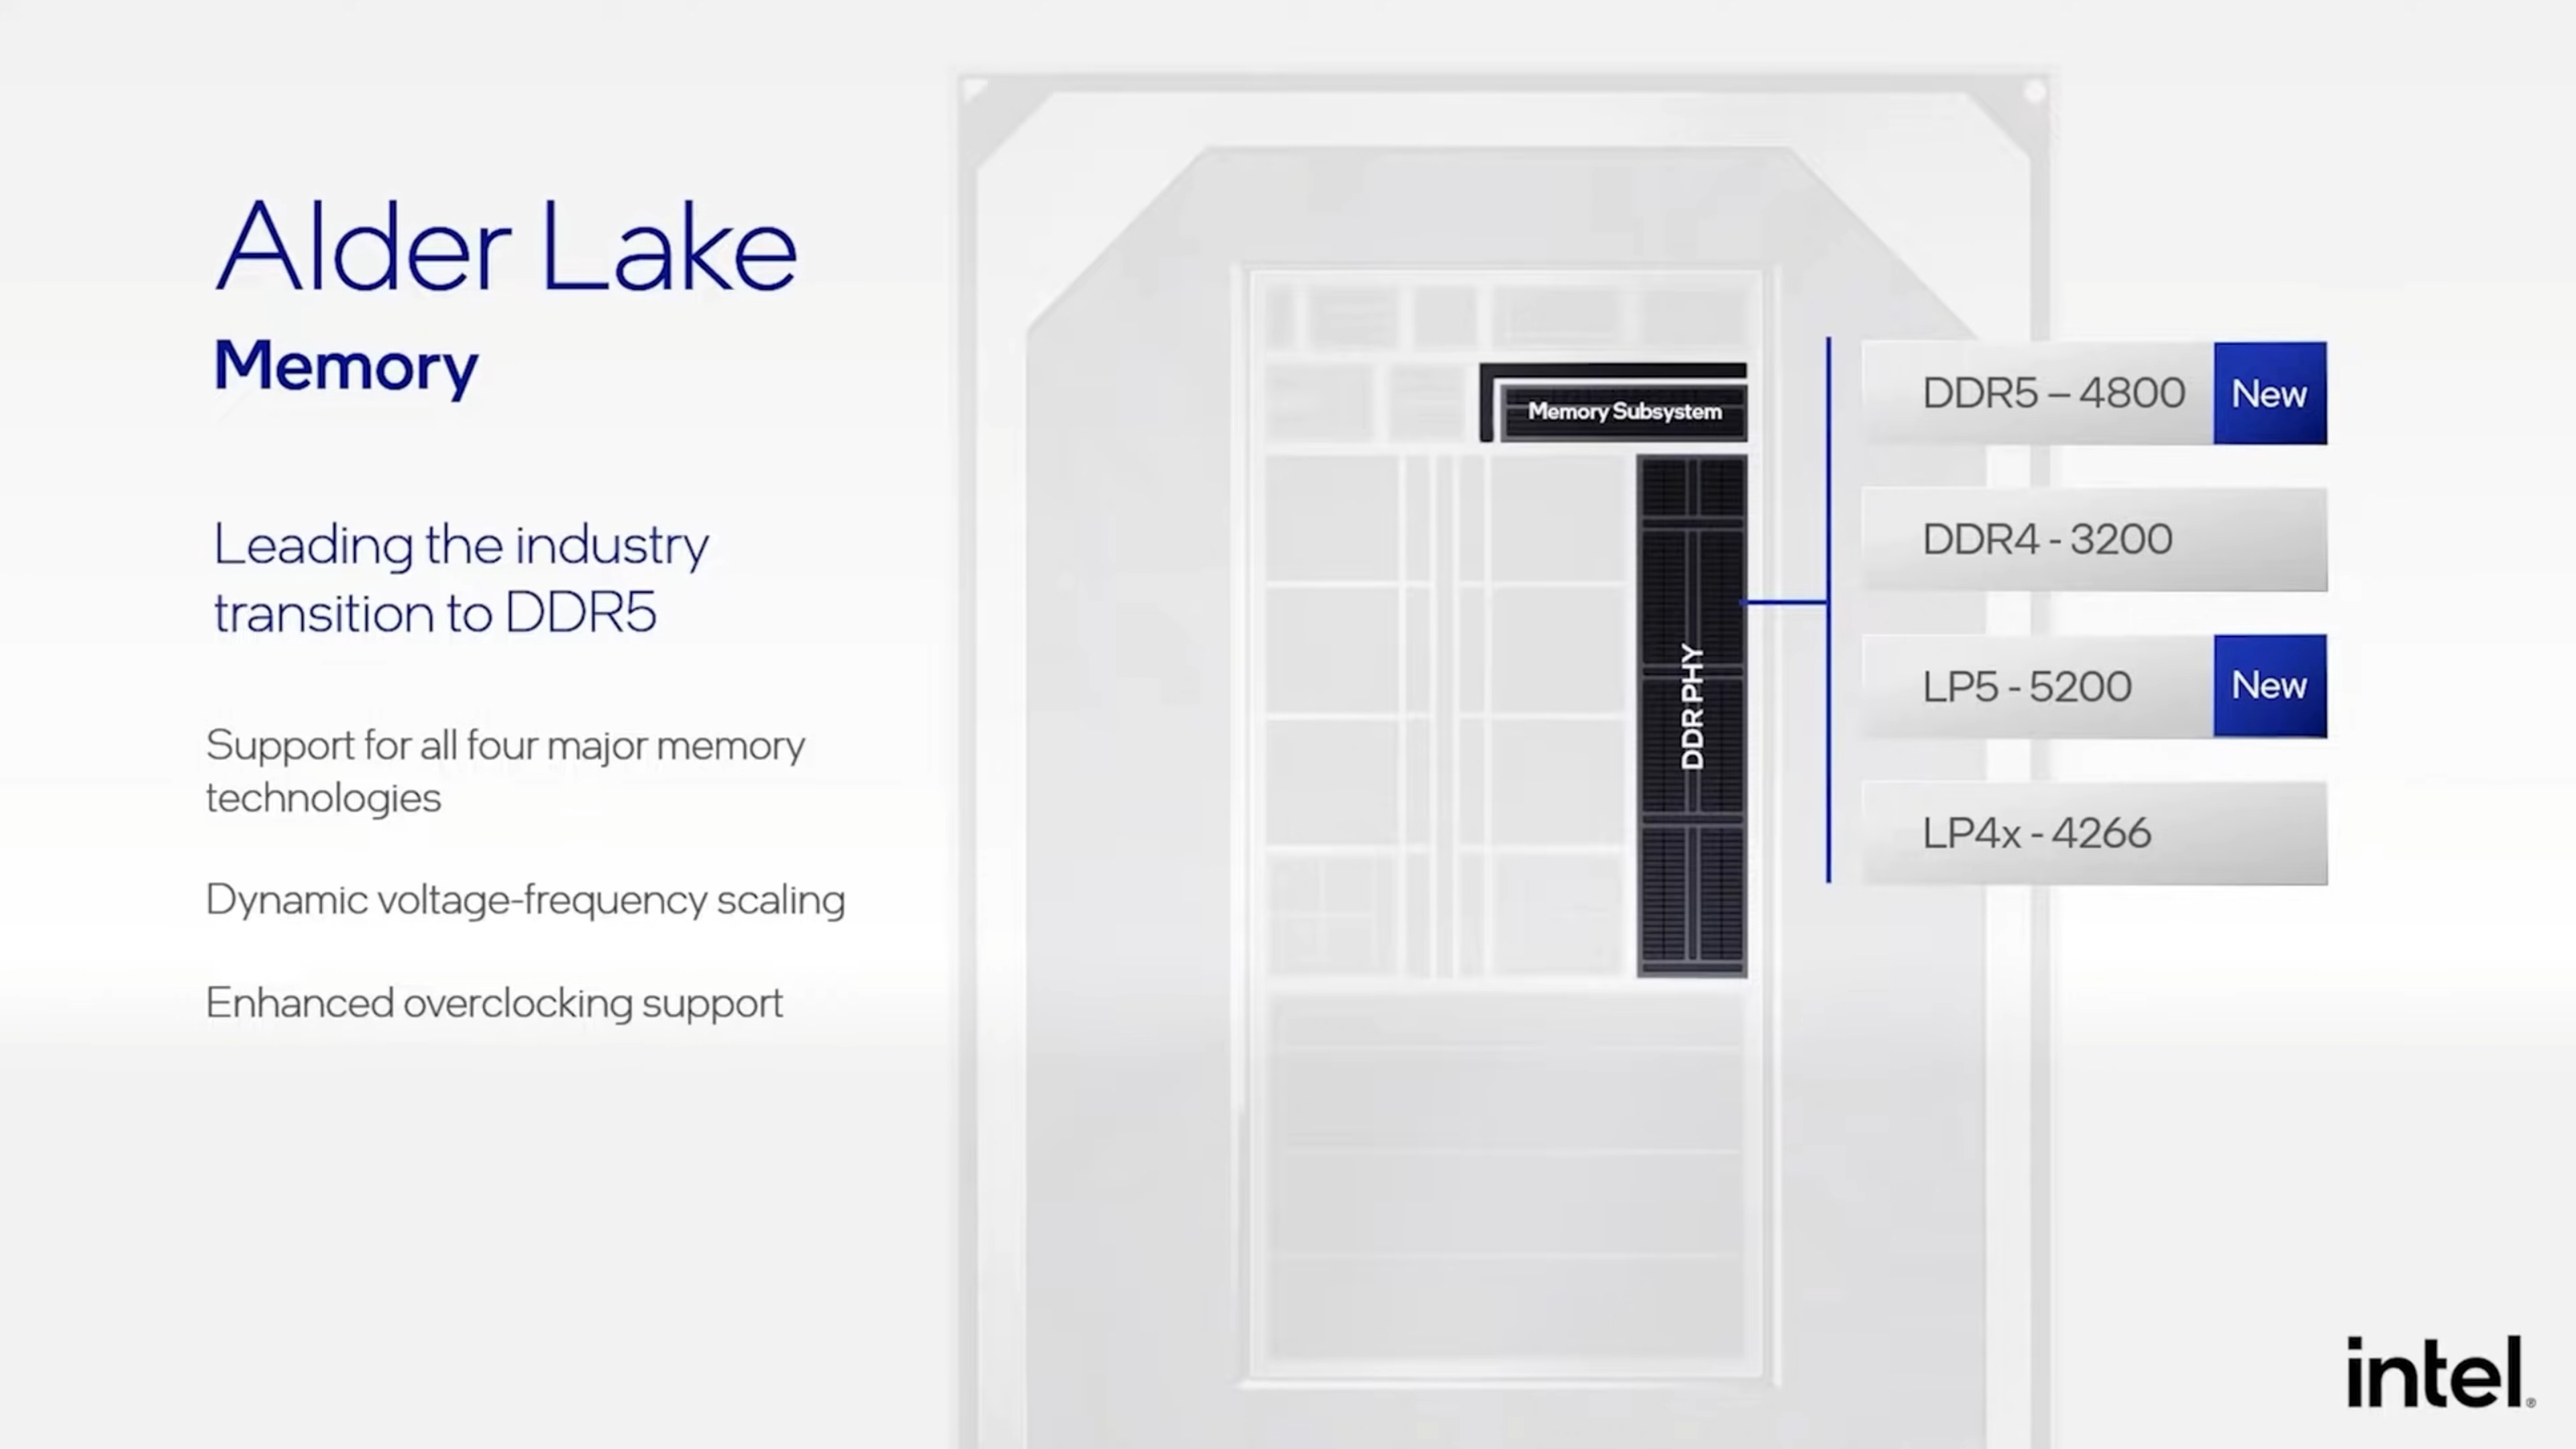 Alder Lake
Memory
Leading the industry
transition to DDR5
Support for all four major memory
technologies
Dynamic voltage-frequency scaling
Enhanced overclocking support
Memory Subsystem
DDR PHY
DDR5 – 4800 New
DDR4 - 3200
LP5 - 5200 New
LP4x - 4266
intel®